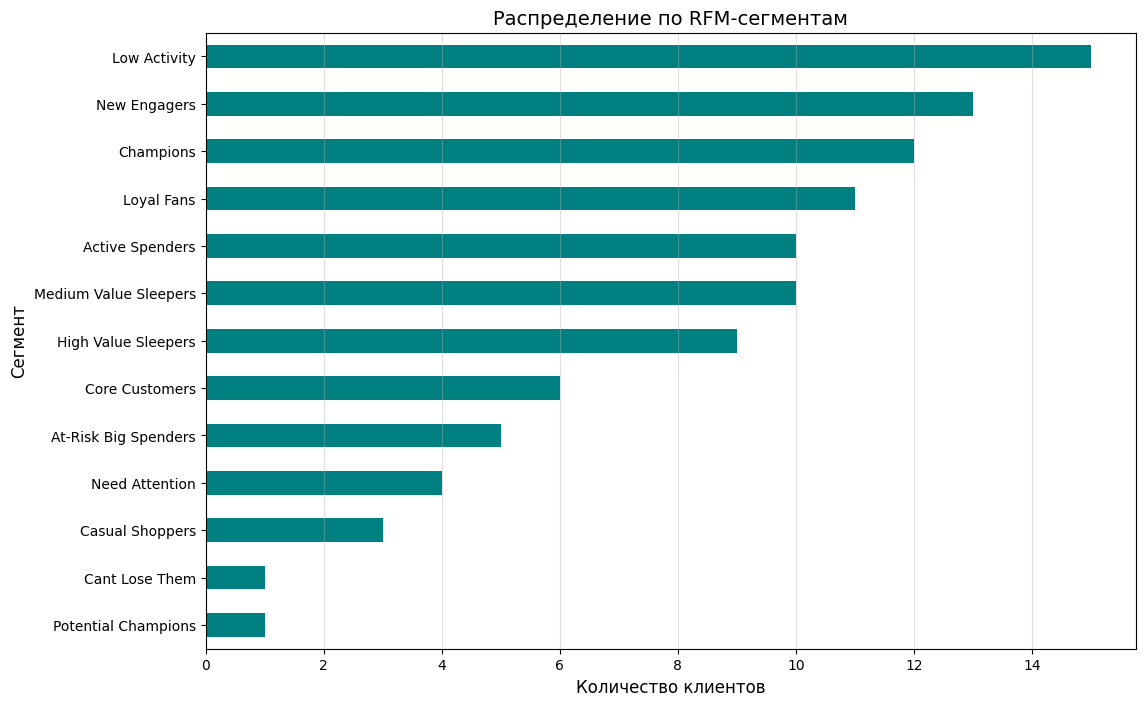 Распределение по RFM-сегментам
Low Activity
New Engagers
Champions
Loyal Fans
Active Spenders
Medium Value Sleepers
High Value Sleepers
Core Customers
At-Risk Big Spenders
Need Attention
Casual Shoppers
Cant Lose Them
Potential Champions
Сегмент
0 2 4 6 8 10 12 14
Количество клиентов